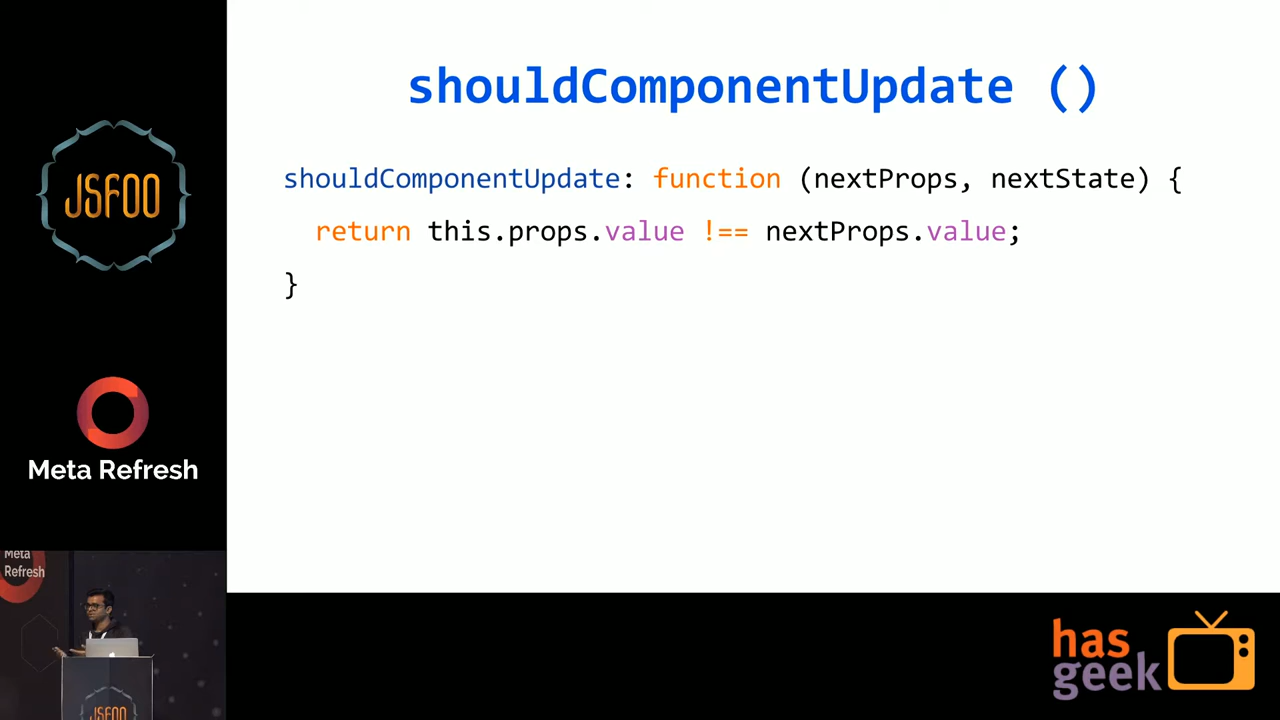 shouldComponentUpdate ()
shouldComponentUpdate: function (nextProps, nextState) {
return this.props.value !== nextProps.value;
}
JSFOO
Meta Refresh
Meta
Refresh
JSFOO
has
geek